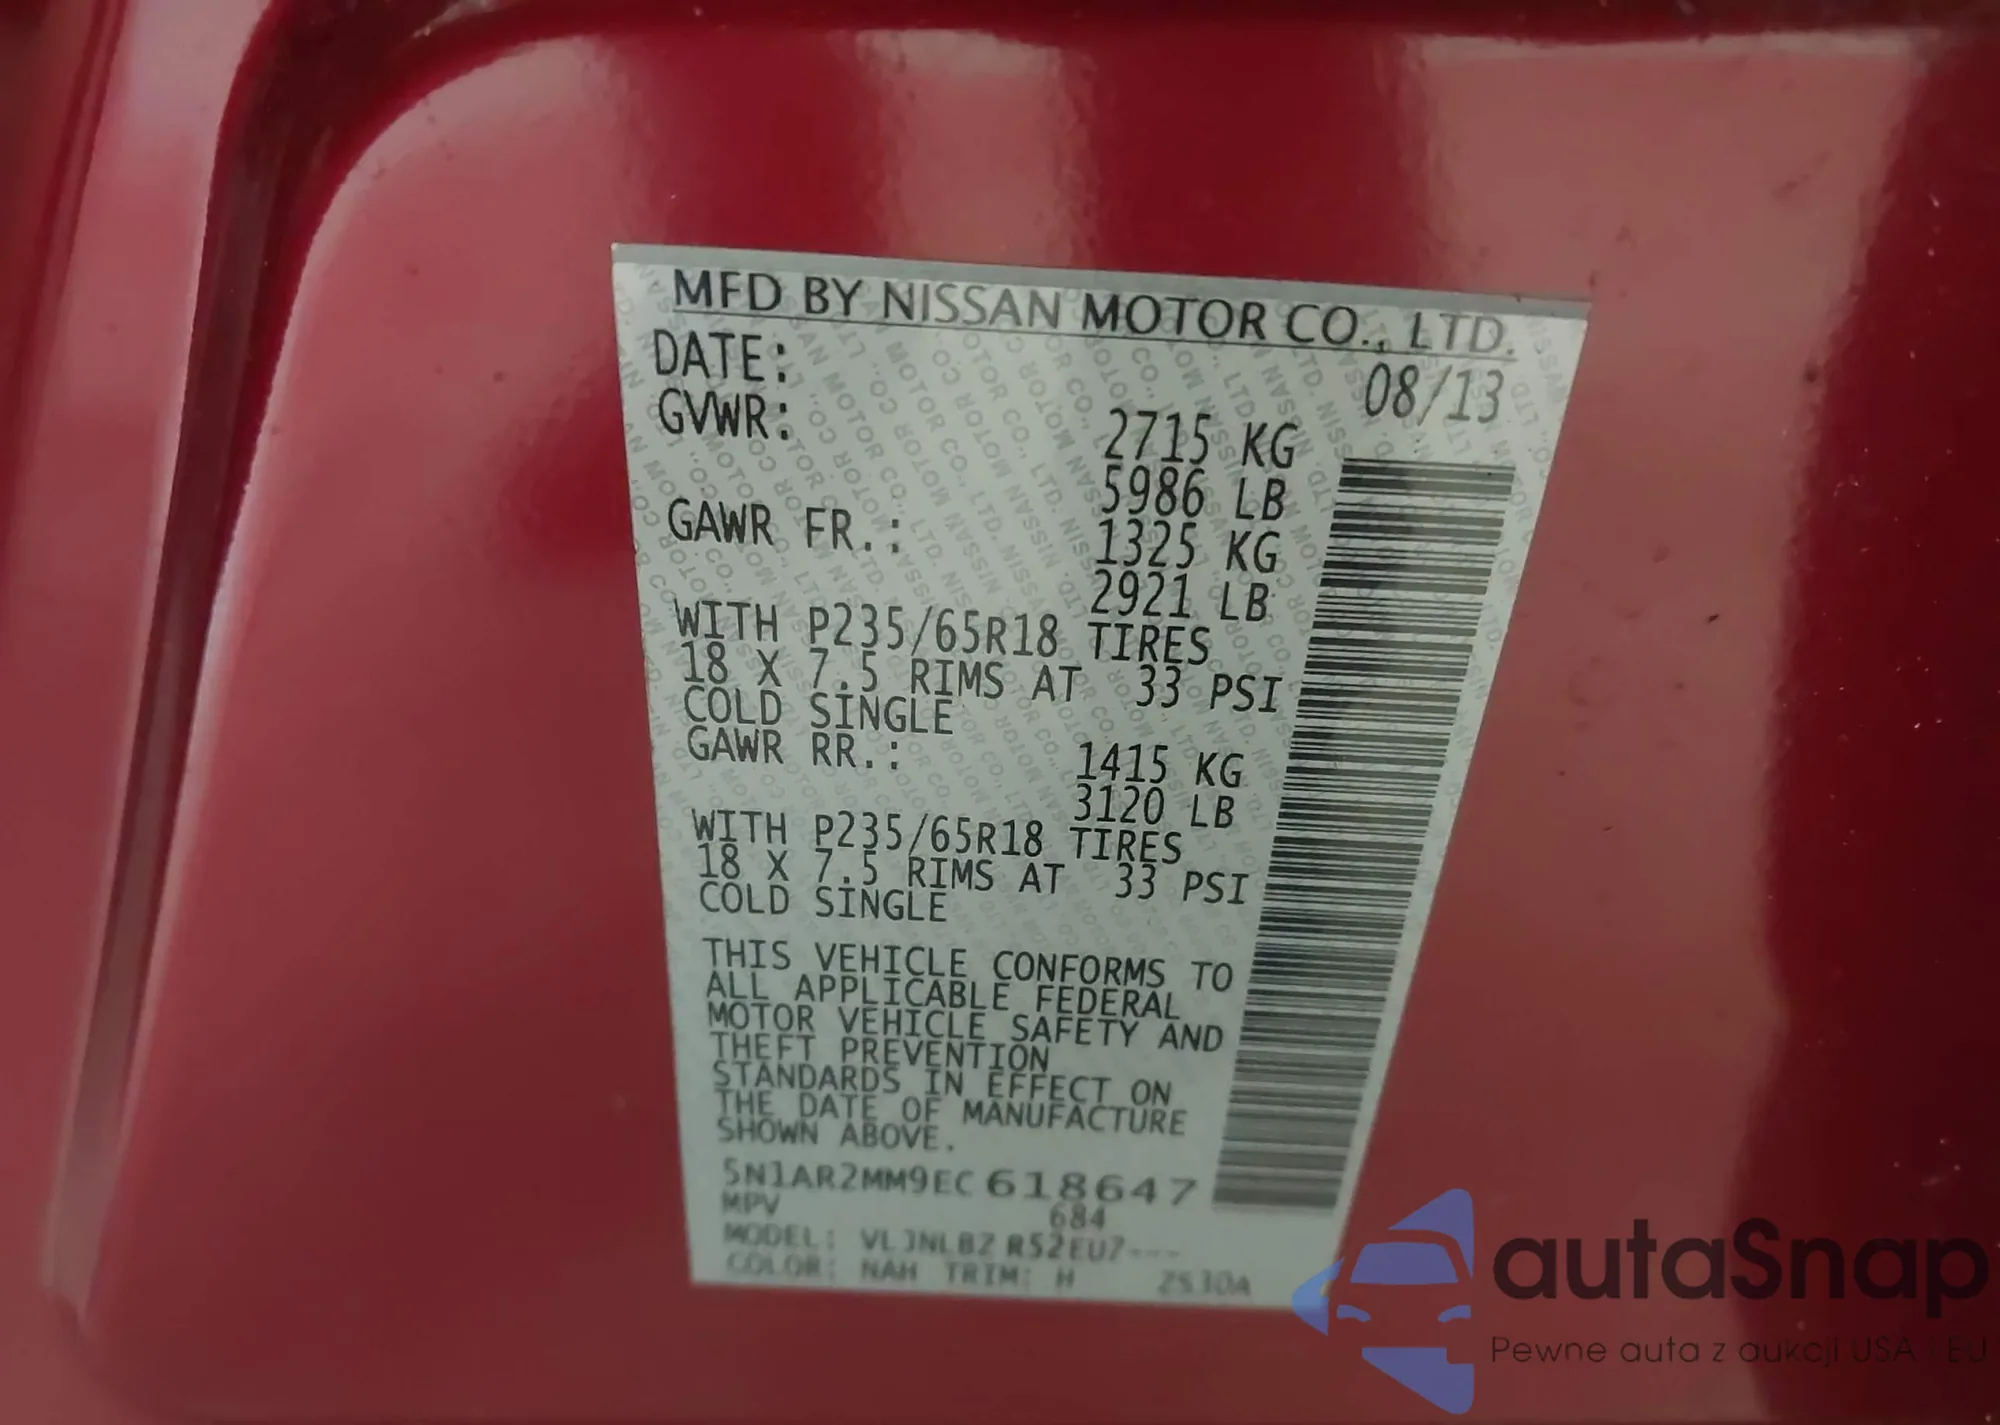 MFD BY NISSAN MOTOR CO., LTD.
DATE: 08/13
GVWR: 2715 KG
5986 LB
GAWR FR.: 1325 KG
2921 LB
WITH P235/65R18 TIRES
18 X 7.5 RIMS AT 33 PSI
COLD SINGLE
GAWR RR.: 1415 KG
3120 LB
WITH P235/65R18 TIRES
18 X 7.5 RIMS AT 33 PSI
COLD SINGLE
THIS VEHICLE CONFORMS TO
ALL APPLICABLE FEDERAL
MOTOR VEHICLE SAFETY AND
THEFT PREVENTION
STANDARDS IN EFFECT ON
THE DATE OF MANUFACTURE
SHOWN ABOVE.
5N1AR2MM9EC618647
MPV 684
MODEL: VLJNLBZ R52EU7---
COLOR: NAH TRIM: H ZS30A
autaSnap
Pewne auta z aukcji USA i EU